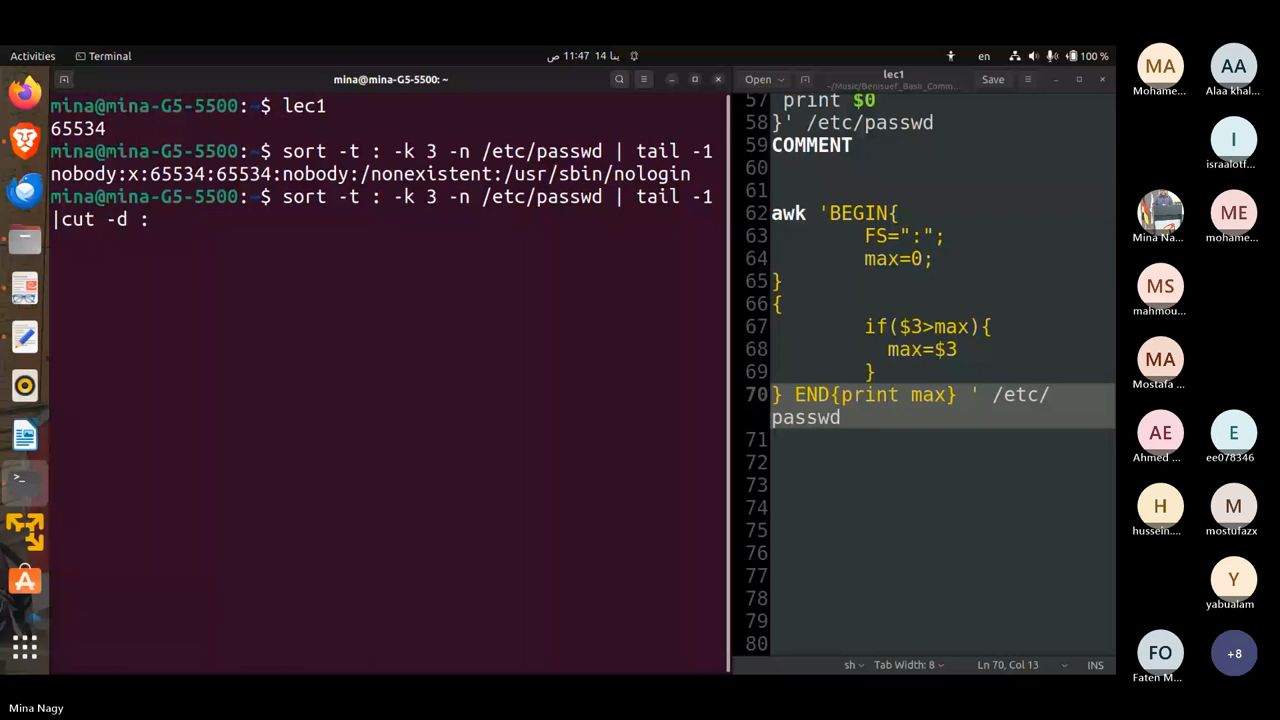 Activities
Terminal
ص 11:47 14 ينا
en
100 %
mina@mina-G5-5500: ~
mina@mina-G5-5500:~$ lec1
65534
mina@mina-G5-5500:~$ sort -t : -k 3 -n /etc/passwd | tail -1
nobody:x:65534:65534:nobody:/nonexistent:/usr/sbin/nologin
mina@mina-G5-5500:~$ sort -t : -k 3 -n /etc/passwd | tail -1
|cut -d :
Open
lec1
~/Music/Benisuef_Bash_Comm...
Save
57 print $0
58 }' /etc/passwd
59 COMMENT
60
61
62 awk 'BEGIN{
63 FS=":";
64 max=0;
65 }
66 {
67 if($3>max){
68 max=$3
69 }
70 } END{print max} ' /etc/
passwd
71
72
73
74
75
76
77
78
79
80
sh
Tab Width: 8
Ln 70, Col 13
INS
MA
Mohame...
AA
Alaa khal...
I
israalotf...
Mina Na...
ME
mohame...
MS
mahmou...
MA
Mostafa ...
AE
Ahmed ...
E
ee078346
H
hussein....
M
mostufazx
Y
yabualam
FO
Faten M...
+8
Mina Nagy